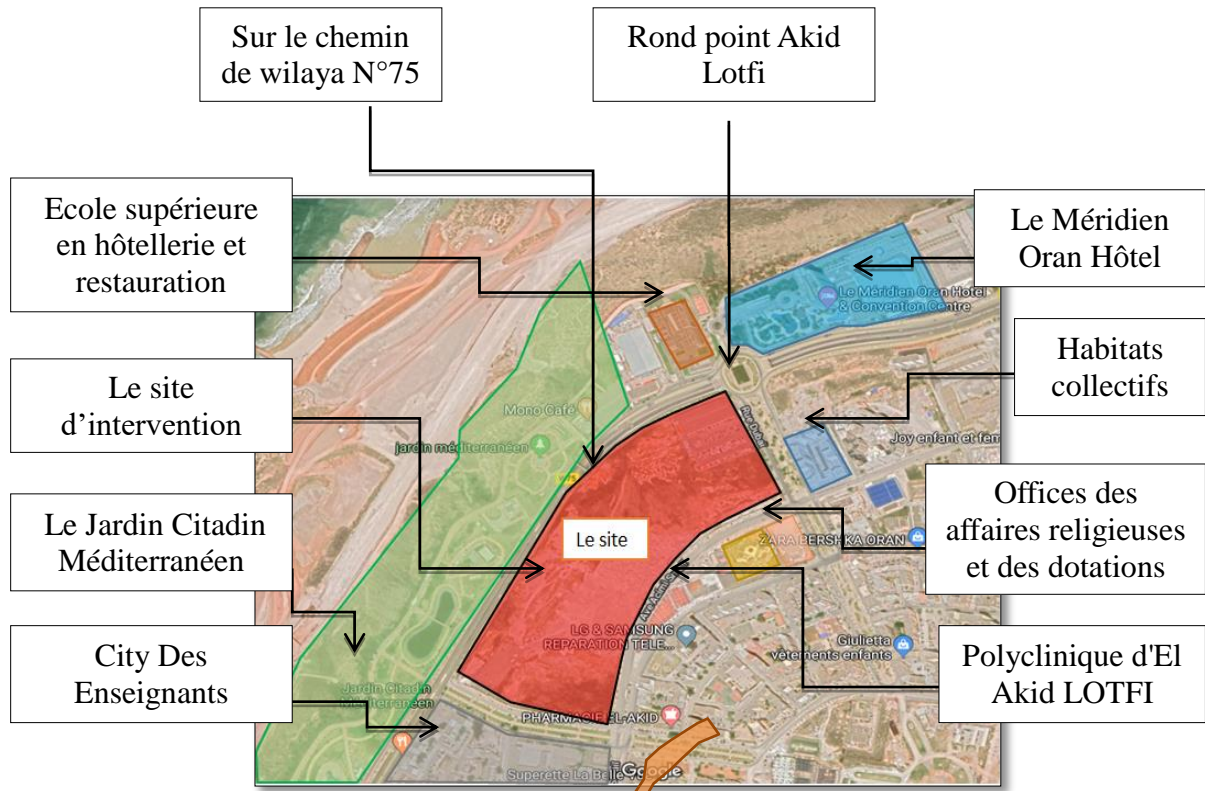 Sur le chemin
de wilaya N°75
Rond point Akid
Lotfi
Ecole supérieure
en hôtellerie et
restauration
Le Méridien
Oran Hôtel
Le site
d'intervention
Habitats
collectifs
Le Jardin Citadin
Méditerranéen
Offices des
affaires religieuses
et des dotations
City Des
Enseignants
Polyclinique d'El
Akid LOTFI
Le Méridien Oran Hotel
& Convention Centre
Mono Café
jardin méditerranéen
Joy enfant et fem
Le site
ZARA BERSHKA ORAN
LG & SAMSUNG
REPARATION TELE...
Giulietta
vêtements enfants
Jardin Citadin
Méditerranéen
PHARMACIE EL-AKID
Superette La Belle
Google